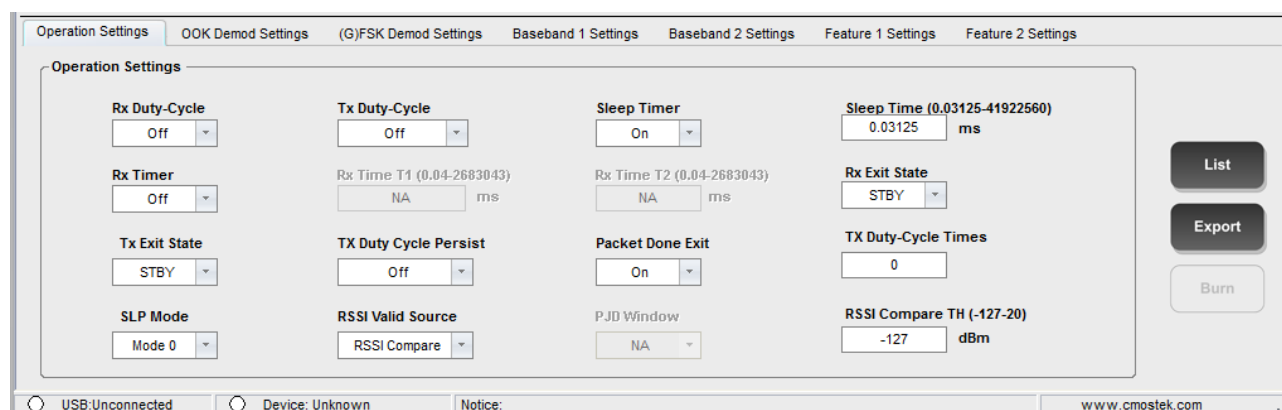 Operation Settings OOK Demod Settings (G)FSK Demod Settings Baseband 1 Settings Baseband 2 Settings Feature 1 Settings Feature 2 Settings
Operation Settings
Rx Duty-Cycle Tx Duty-Cycle Sleep Timer Sleep Time (0.03125-41922560)
Off Off On 0.03125 ms
Rx Timer Rx Time T1 (0.04-2683043) Rx Time T2 (0.04-2683043) Rx Exit State
Off NA ms NA ms STBY
List
Tx Exit State TX Duty Cycle Persist Packet Done Exit TX Duty-Cycle Times
STBY Off On 0
Export
SLP Mode RSSI Valid Source PJD Window RSSI Compare TH (-127-20)
Mode 0 RSSI Compare NA -127 dBm
Burn
USB:Unconnected Device: Unknown Notice: www.cmostek.com